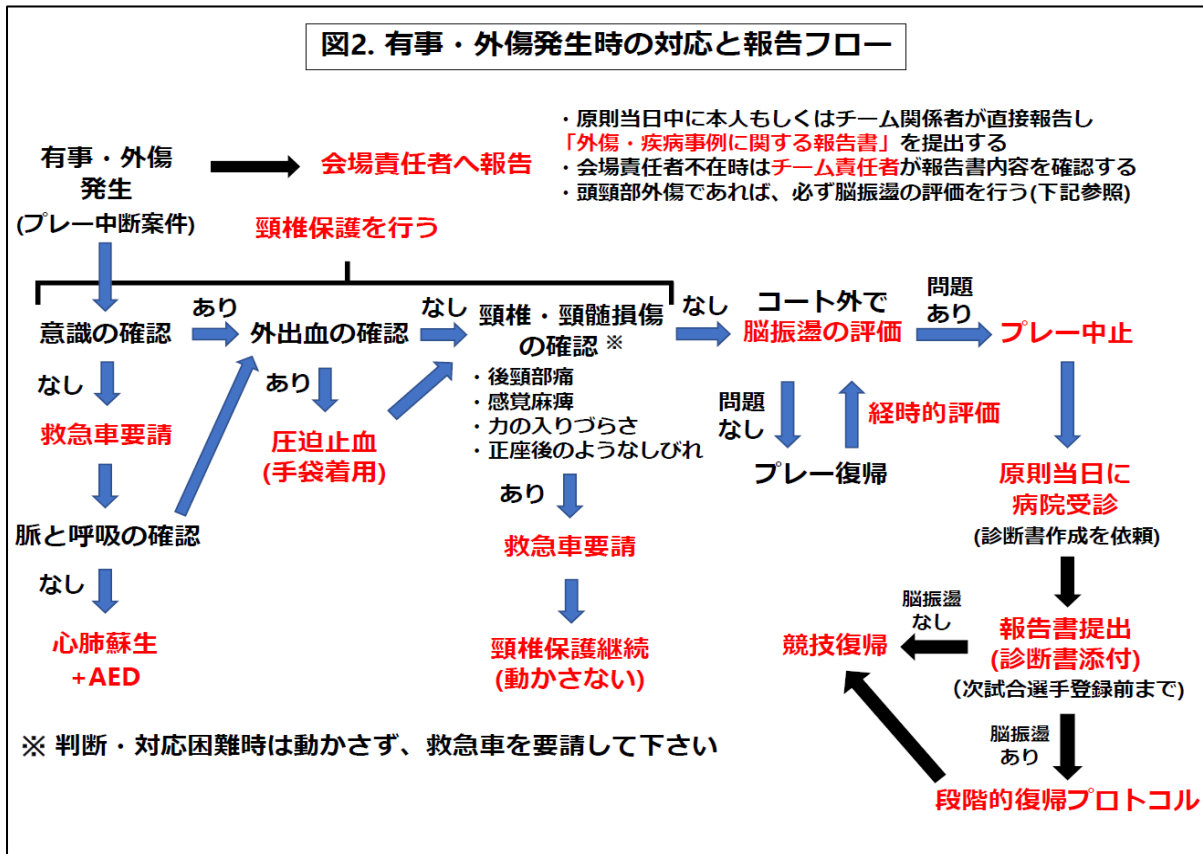 図2. 有事・外傷発生時の対応と報告フロー
・原則当日中に本人もしくはチーム関係者が直接報告し
「外傷・疾病事例に関する報告書」を提出する
・会場責任者不在時はチーム責任者が報告書内容を確認する
・頭頸部外傷であれば、必ず脳振盪の評価を行う(下記参照)
有事・外傷
発生
(プレー中断案件)
会場責任者へ報告
頸椎保護を行う
意識の確認
あり
外出血の確認
なし
頸椎・頸髄損傷
の確認 ※
・後頸部痛
・感覚麻痺
・力の入りづらさ
・正座後のようなしびれ
なし
コート外で
脳振盪の評価
問題
あり
プレー中止
なし
救急車要請
あり
圧迫止血
(手袋着用)
問題
なし
経時的評価
プレー復帰
原則当日に
病院受診
(診断書作成を依頼)
脈と呼吸の確認
あり
救急車要請
なし
心肺蘇生
+AED
頸椎保護継続
(動かさない)
脳振盪
なし
競技復帰
報告書提出
(診断書添付)
(次試合選手登録前まで)
※ 判断・対応困難時は動かさず、救急車を要請して下さい
脳振盪
あり
段階的復帰プロトコル